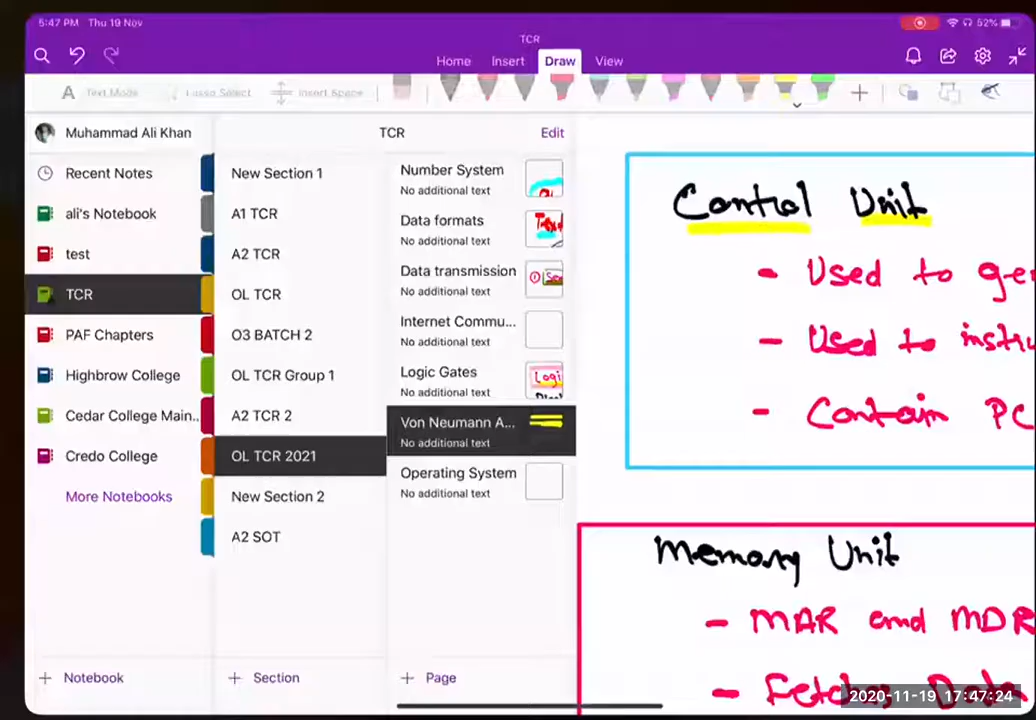 5:47 PM Thu 19 Nov
52%
TCR
Home Insert Draw View
A Text Mode Lasso Select Insert Space
Muhammad Ali Khan
Recent Notes
ali's Notebook
test
TCR
PAF Chapters
Highbrow College
Cedar College Main..
Credo College
More Notebooks
+ Notebook
TCR Edit
New Section 1
A1 TCR
A2 TCR
OL TCR
O3 BATCH 2
OL TCR Group 1
A2 TCR 2
OL TCR 2021
New Section 2
A2 SOT
+ Section
Number System
No additional text
Data formats
No additional text
Data transmission
No additional text
Internet Commu...
No additional text
Logic Gates
No additional text
Von Neumann A...
No additional text
Operating System
No additional text
+ Page
Control Unit
- Used to ge
- Used to instru
- Contain PC
Memory Unit
- MAR and MDR
- Fetches Data
2020-11-19 17:47:24